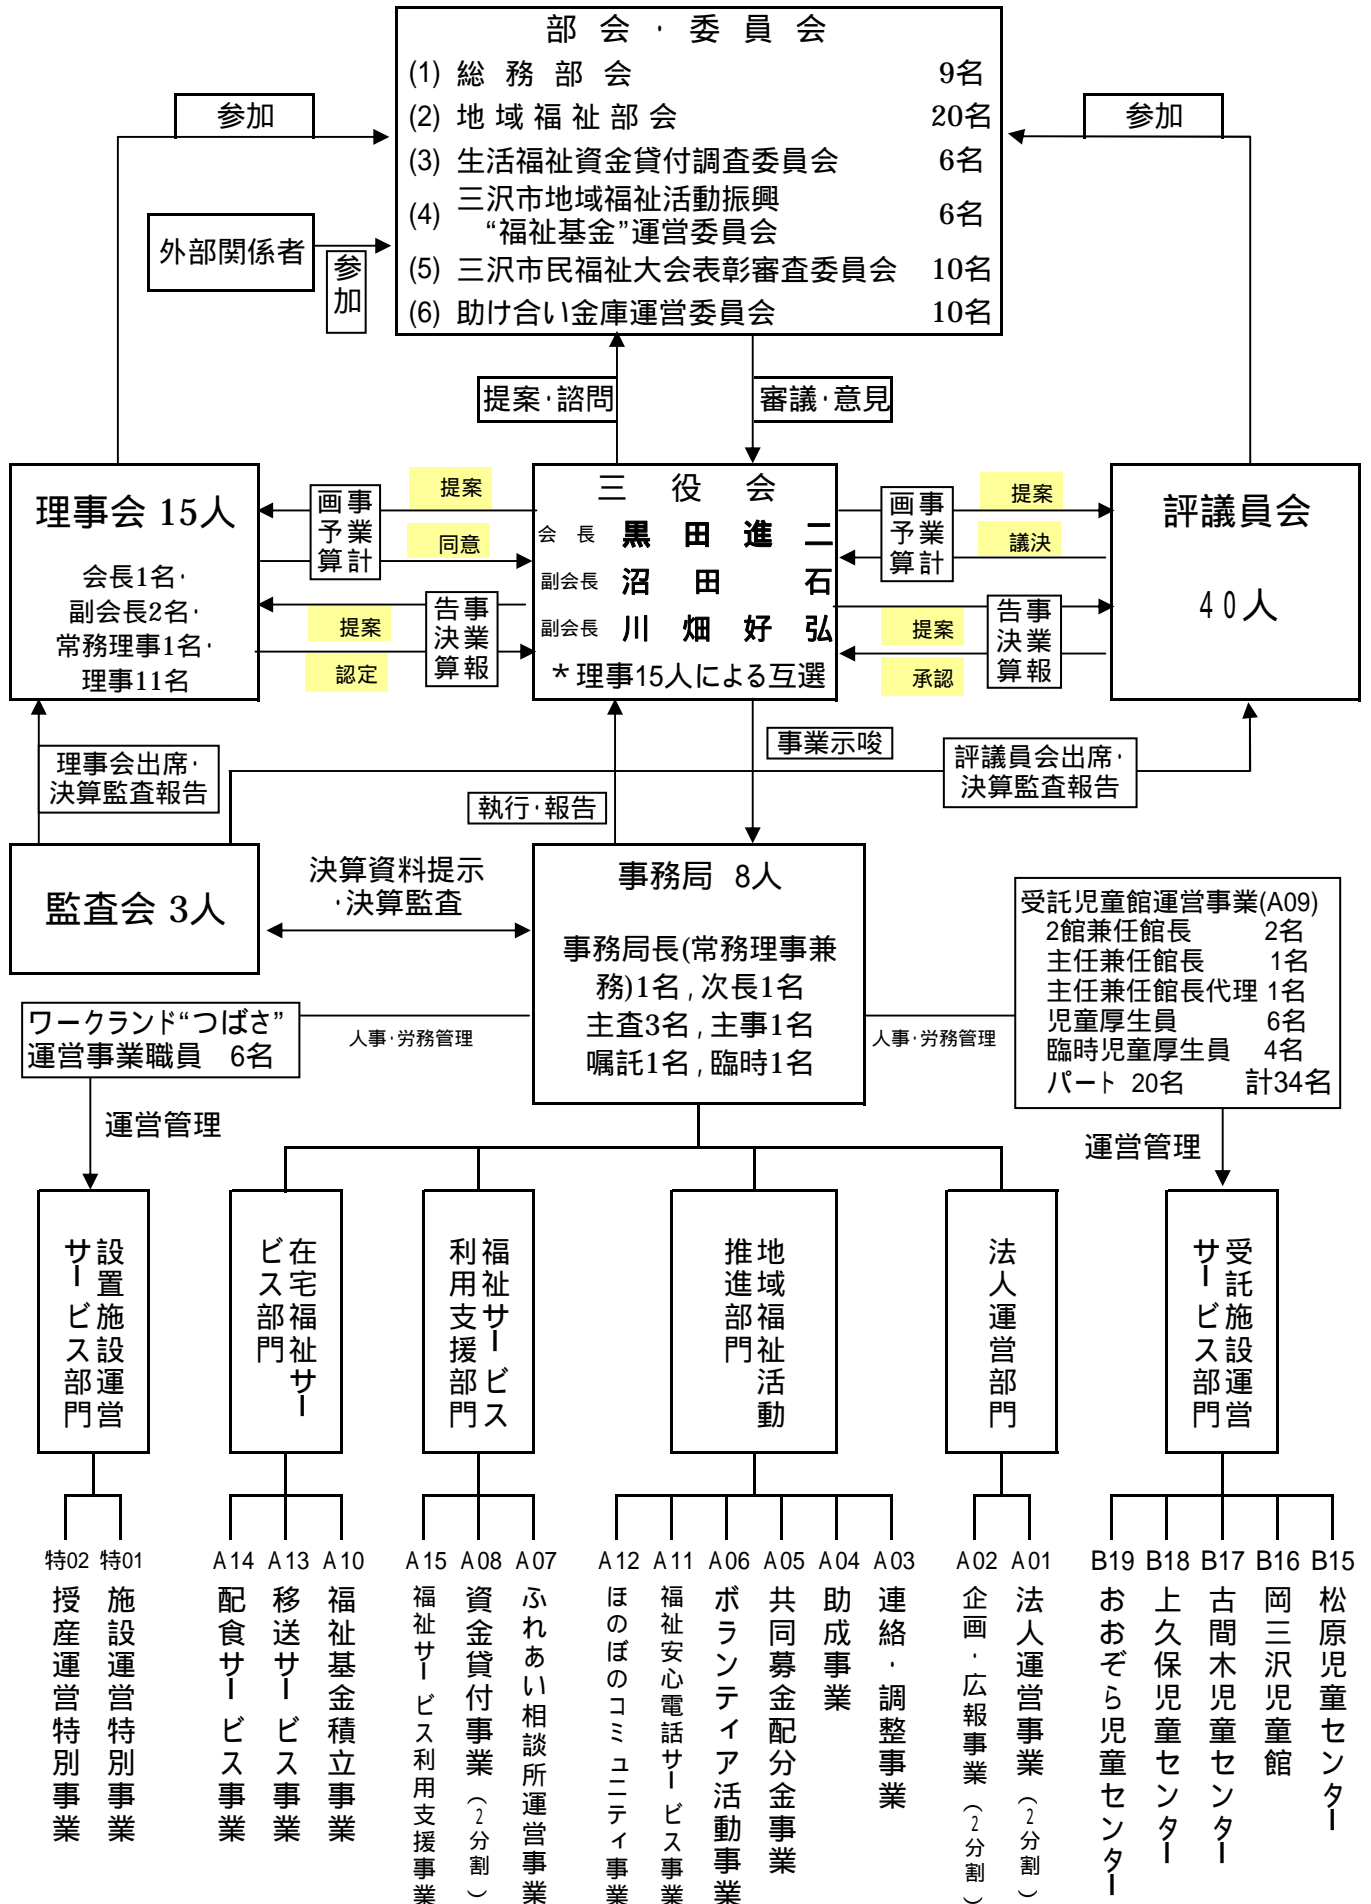 部会・委員会
(1) 総務部会 9名
(2) 地域福祉部会 20名
(3) 生活福祉資金貸付調査委員会 6名
(4) 三沢市地域福祉活動振興
“福祉基金”運営委員会 6名
(5) 三沢市民福祉大会表彰審査委員会 10名
(6) 助け合い金庫運営委員会 10名
参加
参加
外部関係者
参加
提案・諮問
審議・意見
理事会 15人
会長1名・
副会長2名・
常務理事1名・
理事11名
事業計
画予算
提案
同意
提案
認定
事業報
告決算
三役会
会長 黒田進二
副会長 沼田 石
副会長 川畑好弘
*理事15人による互選
事業計
画予算
提案
議決
提案
承認
事業報
告決算
評議員会
40人
理事会出席・
決算監査報告
執行・報告
事業示唆
評議員会出席・
決算監査報告
監査会 3人
決算資料提示
・決算監査
事務局 8人
事務局長(常務理事兼
務)1名,次長1名
主査3名,主事1名
嘱託1名,臨時1名
受託児童館運営事業(A09)
2館兼任館長 2名
主任兼任館長 1名
主任兼任館長代理 1名
児童厚生員 6名
臨時児童厚生員 4名
パート 20名 計34名
ワークランド“つばさ”
運営事業職員 6名
人事・労務管理
人事・労務管理
運営管理
運営管理
設置施設運営
サービス部門
在宅福祉サー
ビス部門
福祉サービス
利用支援部門
地域福祉活動
推進部門
法人運営部門
受託施設運営
サービス部門
特02 授産運営特別事業
特01 施設運営特別事業
A14 配食サービス事業
A13 移送サービス事業
A10 福祉基金積立事業
A15 福祉サービス利用支援事業
A08 資金貸付事業(2分割)
A07 ふれあい相談所運営事業
A12 ほのぼのコミュニティ事業
A11 福祉安心電話サービス事業
A06 ボランティア活動事業
A05 共同募金配分金事業
A04 助成事業
A03 連絡・調整事業
A02 企画・広報事業(2分割)
A01 法人運営事業(2分割)
B19 おおぞら児童センター
B18 上久保児童センター
B17 古間木児童センター
B16 岡三沢児童館
B15 松原児童センター